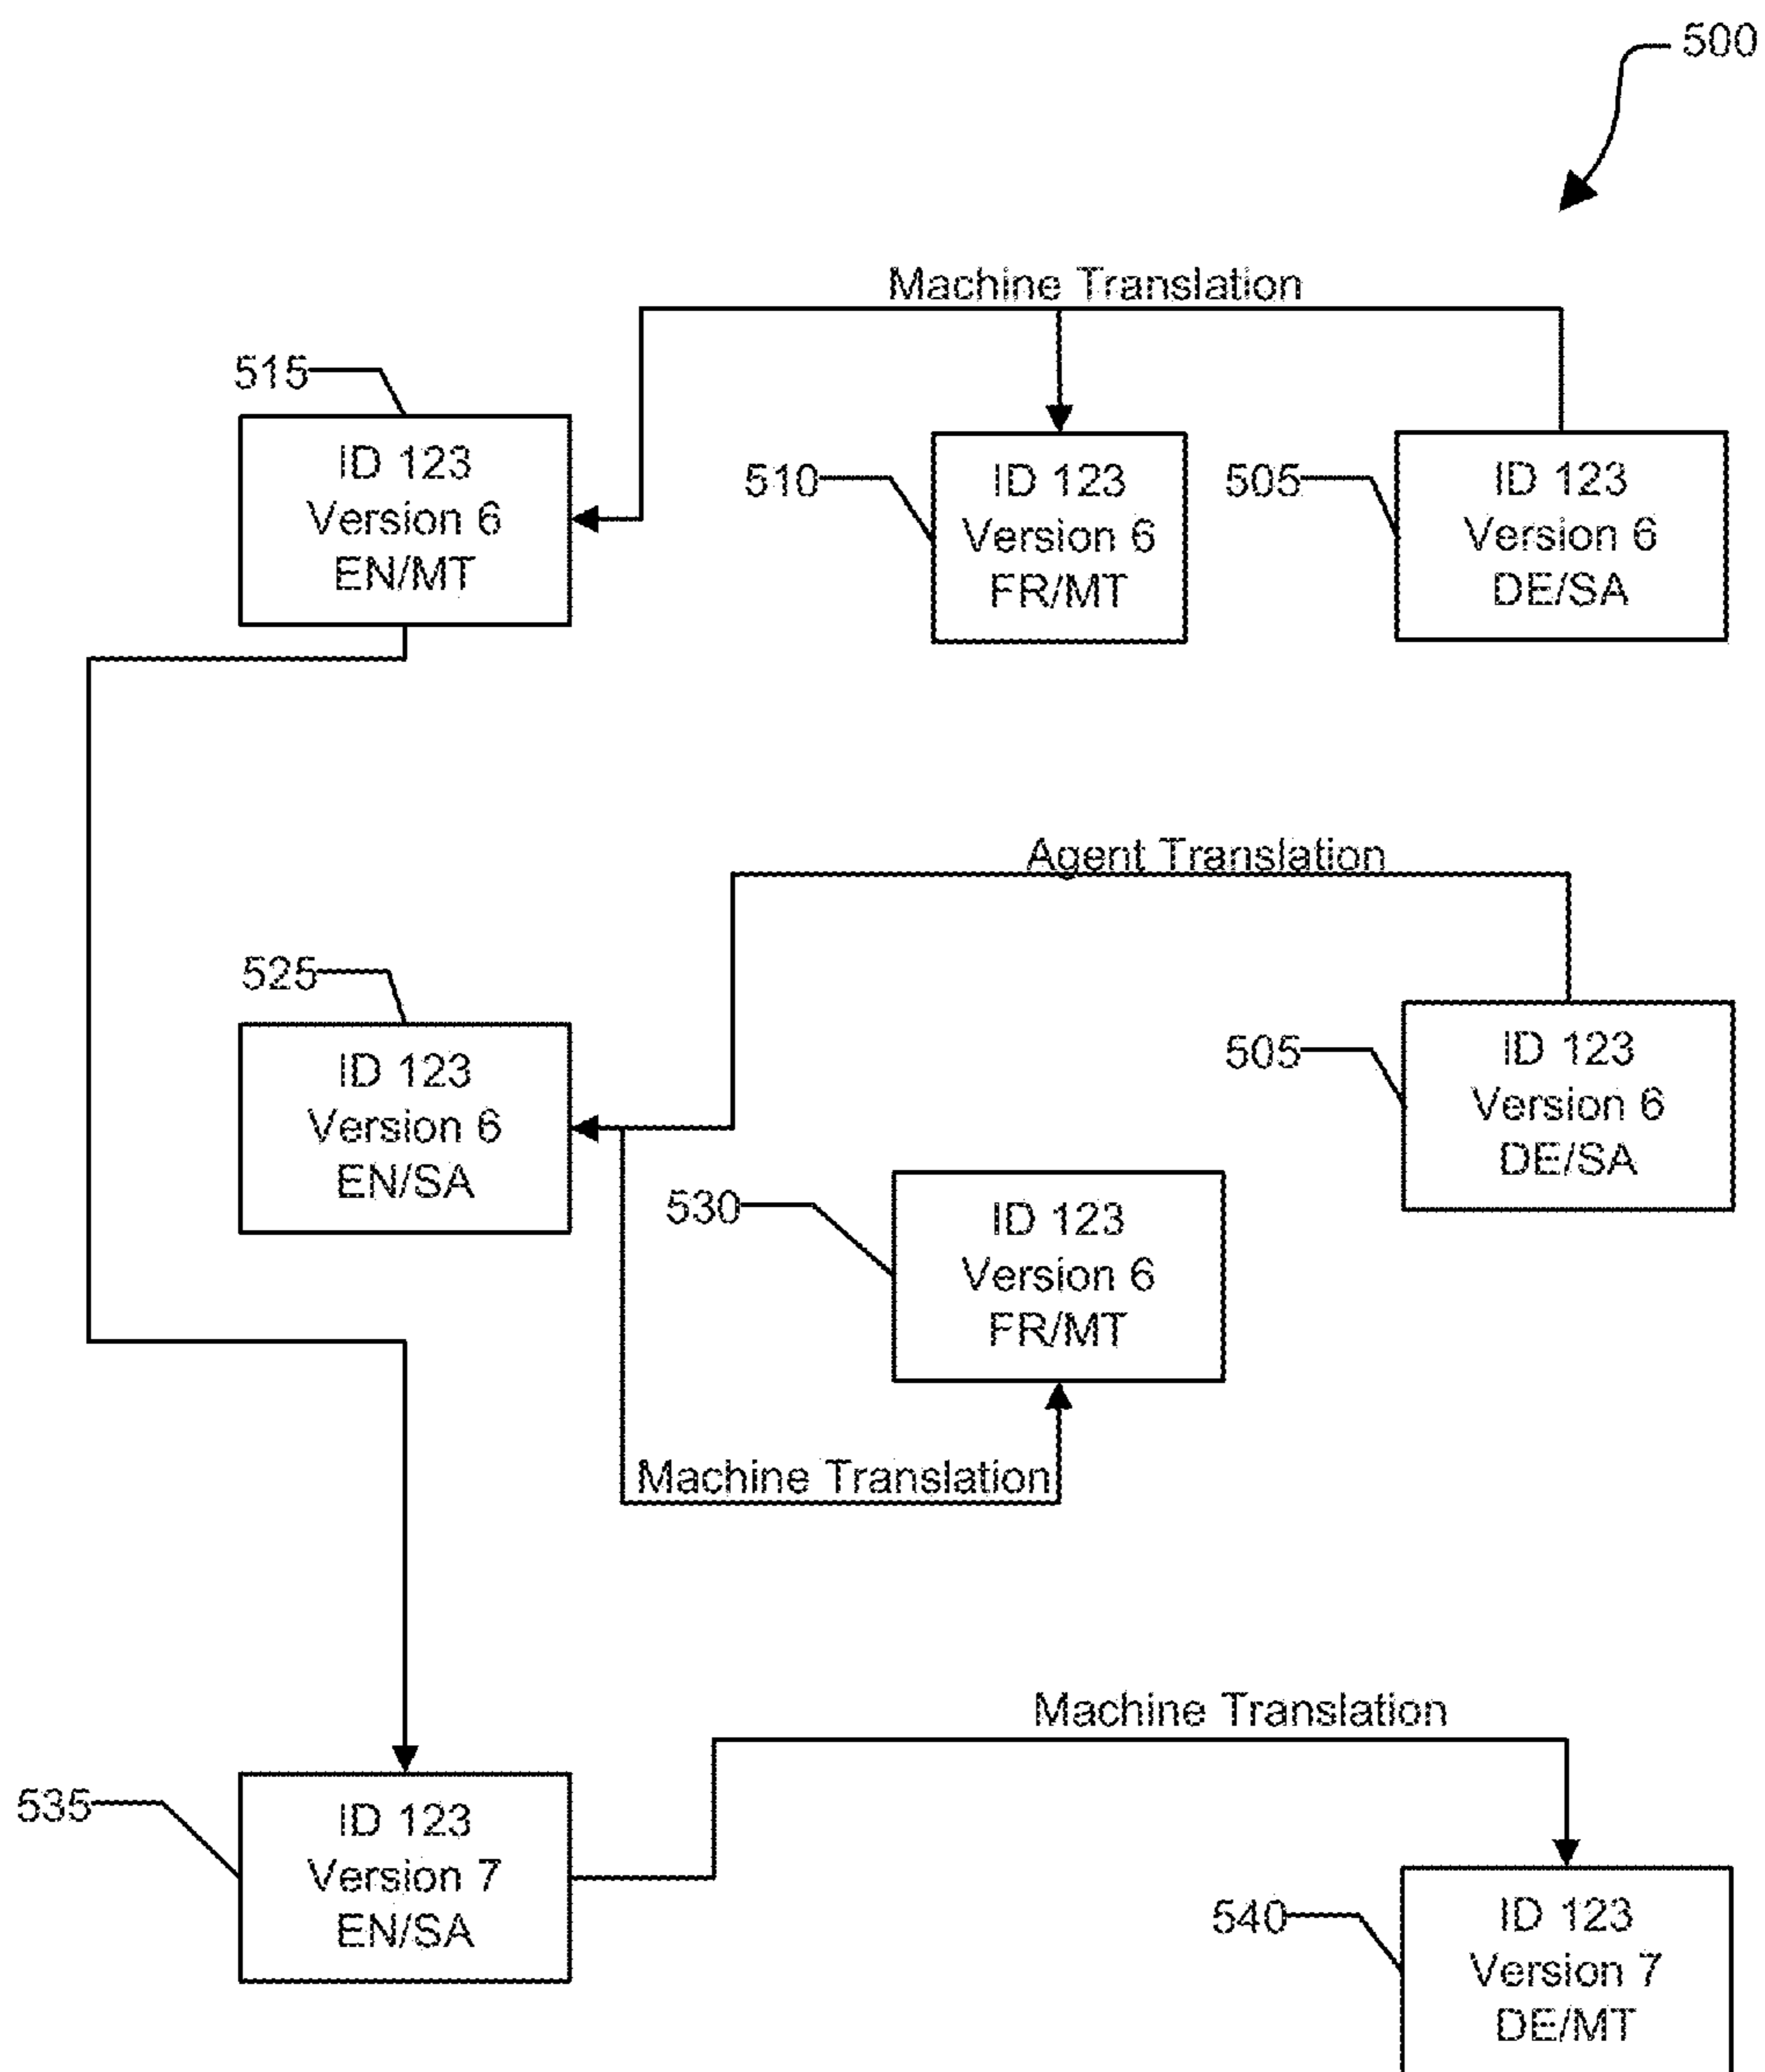 500
Machine Translation
515
ID 123
Version 6
EN/MT
510
ID 123
Version 6
FR/MT
505
ID 123
Version 6
DE/SA
Agent Translation
525
ID 123
Version 6
EN/SA
505
ID 123
Version 6
DE/SA
530
ID 123
Version 6
FR/MT
Machine Translation
Machine Translation
535
ID 123
Version 7
EN/SA
540
ID 123
Version 7
DE/MT